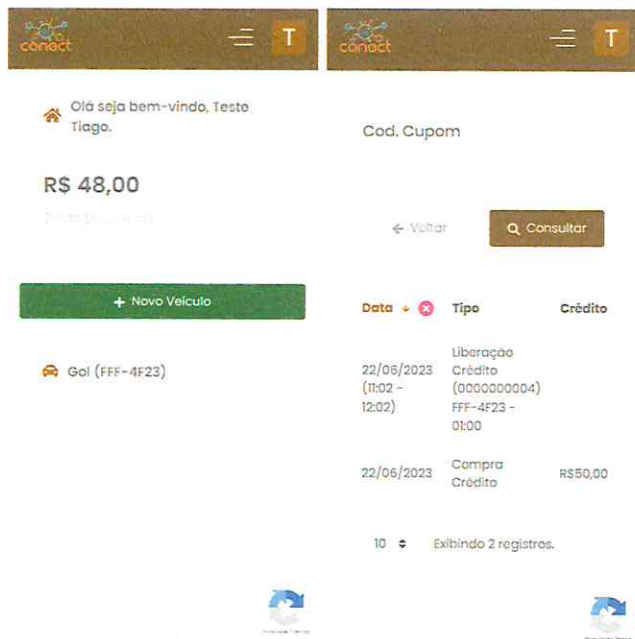 conect
T
Olá seja bem-vindo, Teste
Tiago.
R$ 48,00
+ Novo Veículo
Gol (FFF-4F23)
conect
T
Cod. Cupom
← Voltar
Consultar
Data Tipo Crédito
22/06/2023
(11:02 -
12:02)
Liberação
Crédito
(0000000004)
FFF-4F23 -
01:00
22/06/2023
Compra
Crédito
R$50,00
10
Exibindo 2 registros.